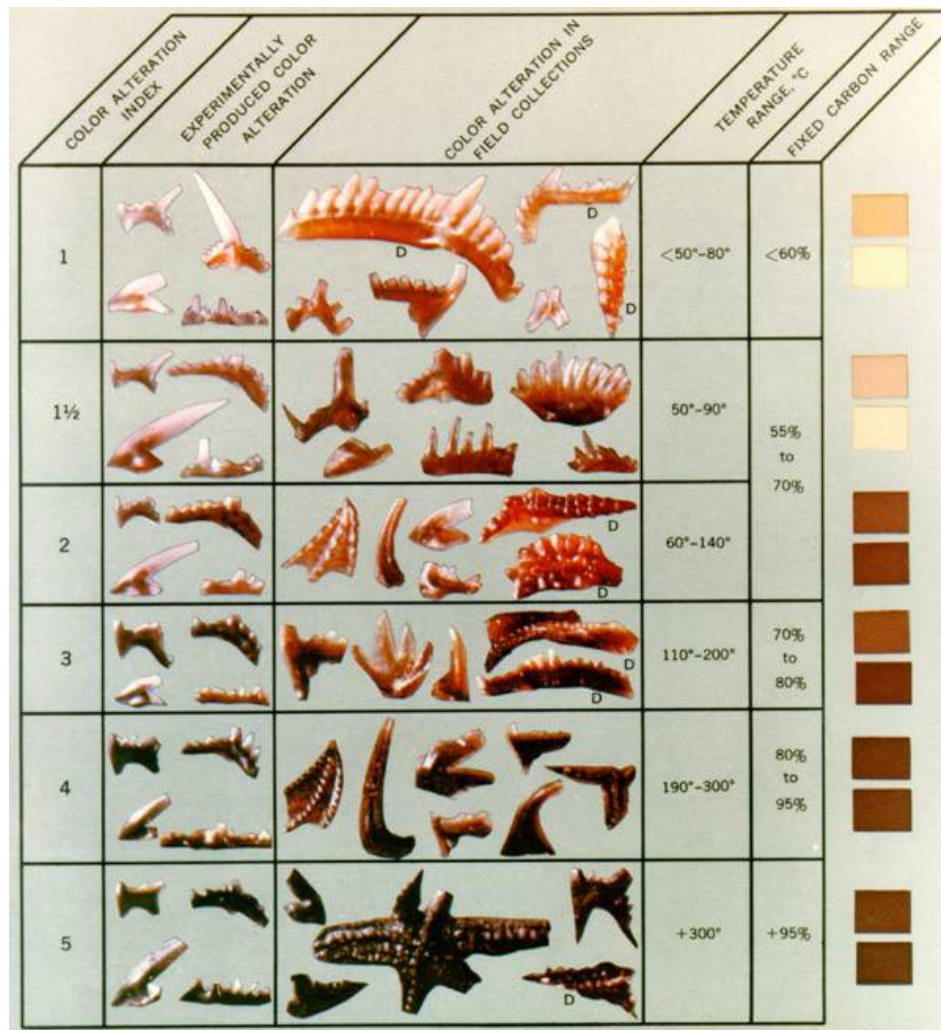 COLOR ALTERATION
INDEX
EXPERIMENTALLY
PRODUCED COLOR
ALTERATION
COLOR ALTERATION IN
FIELD COLLECTIONS
TEMPERATURE
RANGE, °C
FIXED CARBON RANGE
1
D
D
D
<50°-80°
<60%
1½
50°-90°
55%
to
70%
2
D
D
60°-140°
3
D
D
110°-200°
70%
to
80%
4
190°-300°
80%
to
95%
5
D
+300°
+95%